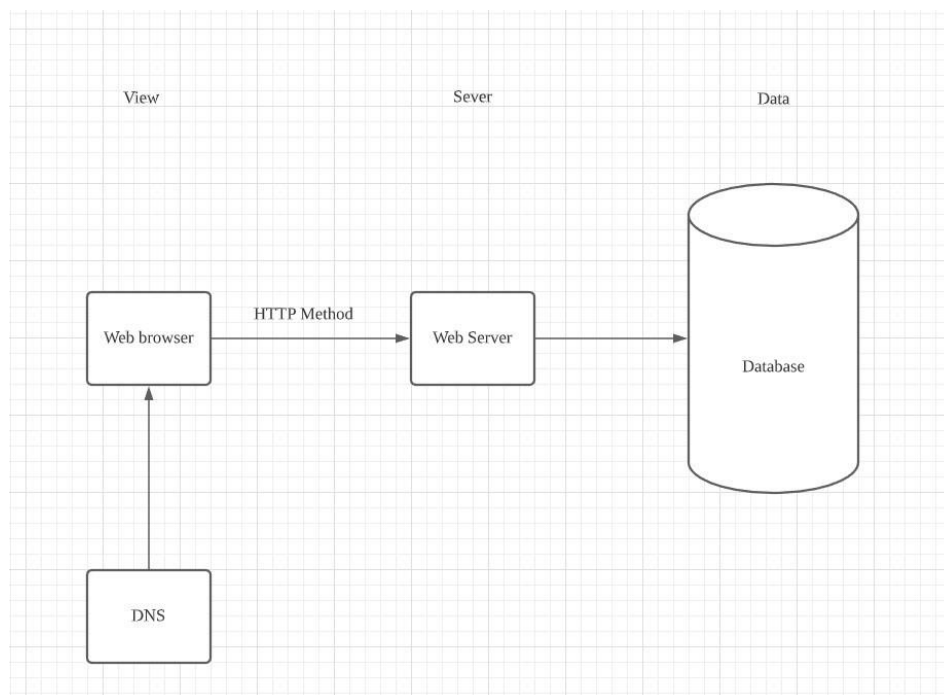 View
Sever
Data
HTTP Method
Web browser
Web Server
Database
DNS